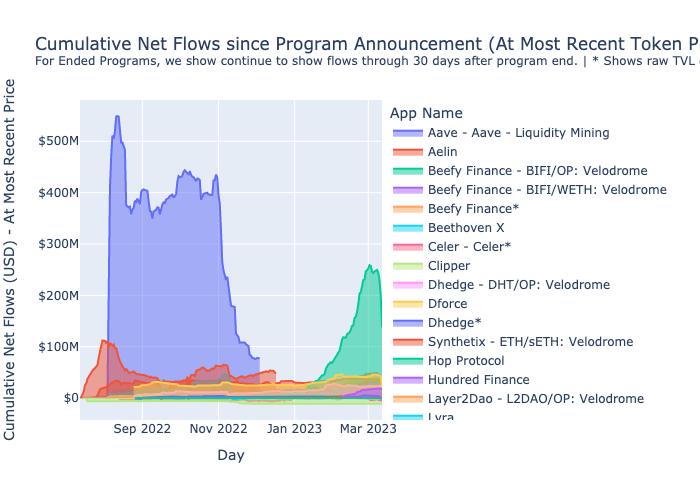 Cumulative Net Flows since Program Announcement (At Most Recent Token P
For Ended Programs, we show continue to show flows through 30 days after program end. | * Shows raw TVL
Cumulative Net Flows (USD) - At Most Recent Price
$500M
$400M
$300M
$200M
$100M
$0
Sep 2022
Nov 2022
Jan 2023
Mar 2023
Day
App Name
Aave - Aave - Liquidity Mining
Aelin
Beefy Finance - BIFI/OP: Velodrome
Beefy Finance - BIFI/WETH: Velodrome
Beefy Finance*
Beethoven X
Celer - Celer*
Clipper
Dhedge - DHT/OP: Velodrome
Dforce
Dhedge*
Synthetix - ETH/sETH: Velodrome
Hop Protocol
Hundred Finance
Layer2Dao - L2DAO/OP: Velodrome
Lyra